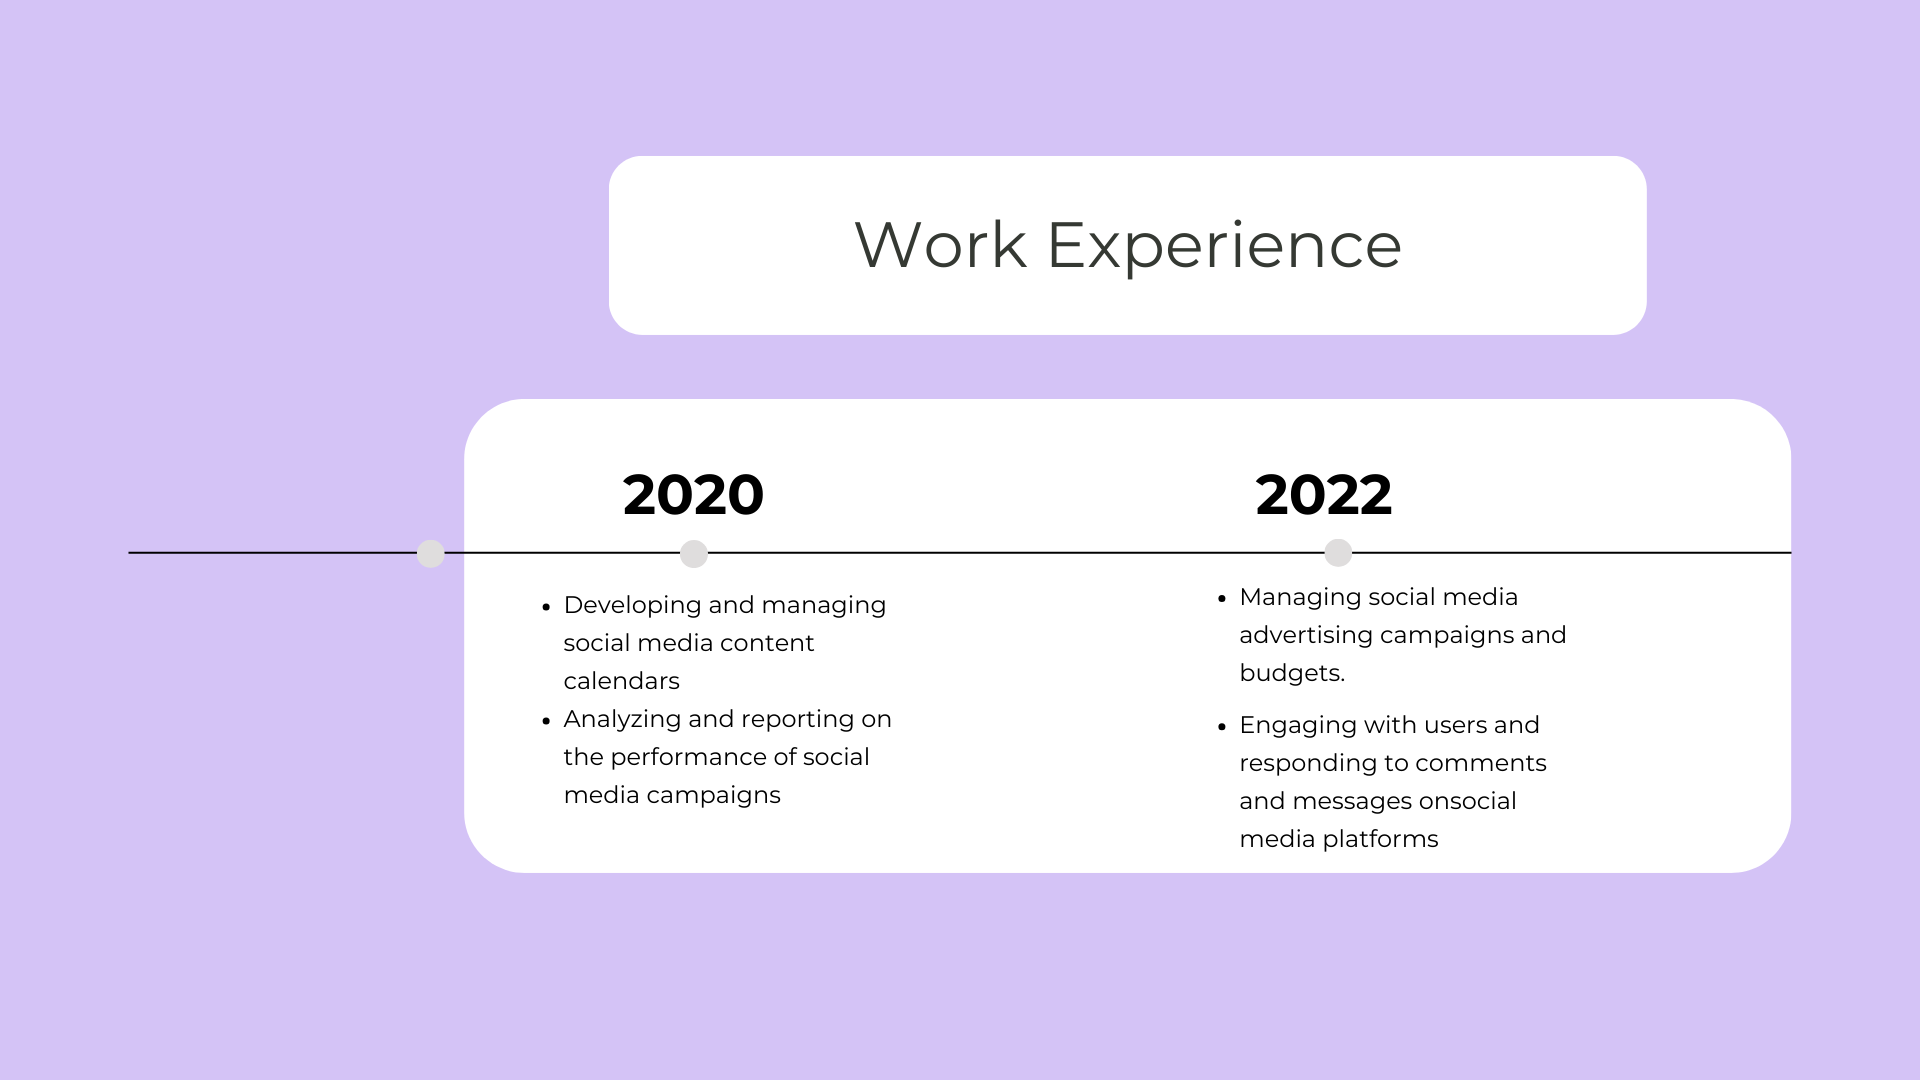 Work Experience
2020
• Developing and managing
social media content
calendars
• Analyzing and reporting on
the performance of social
media campaigns
2022
• Managing social media
advertising campaigns and
budgets.
• Engaging with users and
responding to comments
and messages onsocial
media platforms